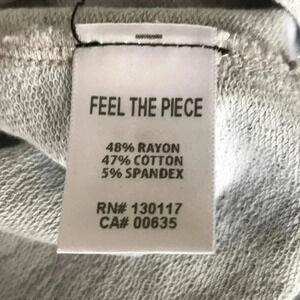 FEEL THE PIECE
48% RAYON
47% COTTON
5% SPANDEX
RN# 130117
CA# 00635